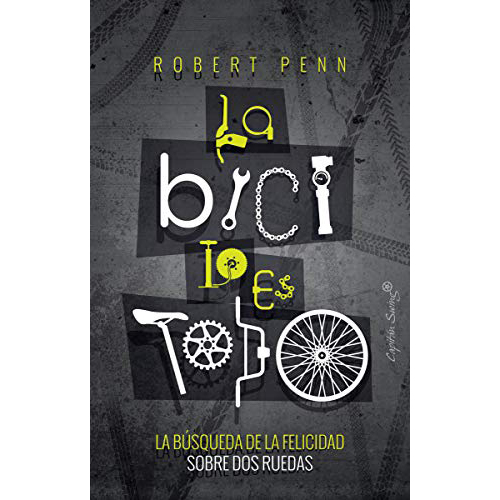 ROBERT PENN
La
bici
lo Es
TODO
Capitán Swing®
LA BÚSQUEDA DE LA FELICIDAD
SOBRE DOS RUEDAS